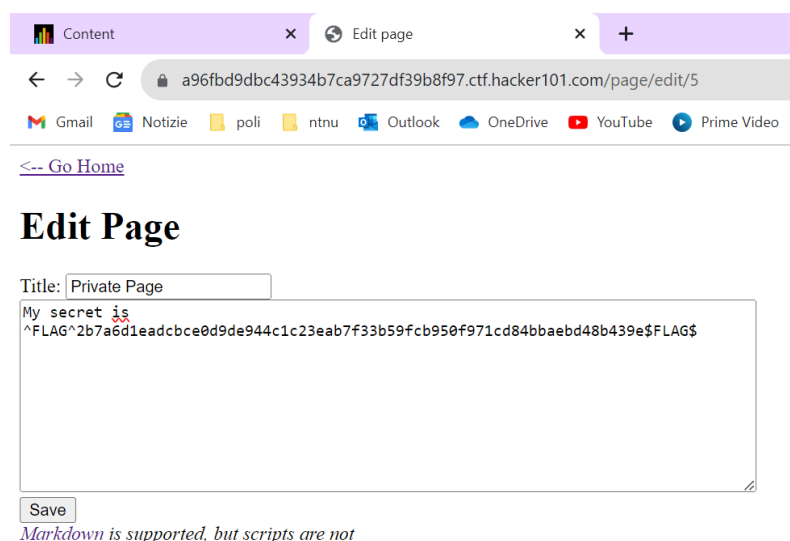 Content
Edit page
a96fbd9dbc43934b7ca9727df39b8f97.ctf.hacker101.com/page/edit/5
Gmail GE Notizie poli ntnu Outlook OneDrive YouTube Prime Video
<-- Go Home
Edit Page
Title: Private Page
My secret is
^FLAG^2b7a6d1eadcbce0d9de944c1c23eab7f33b59fcb950f971cd84bbaebd48b439e$FLAG$
Save
Markdown is supported, but scripts are not